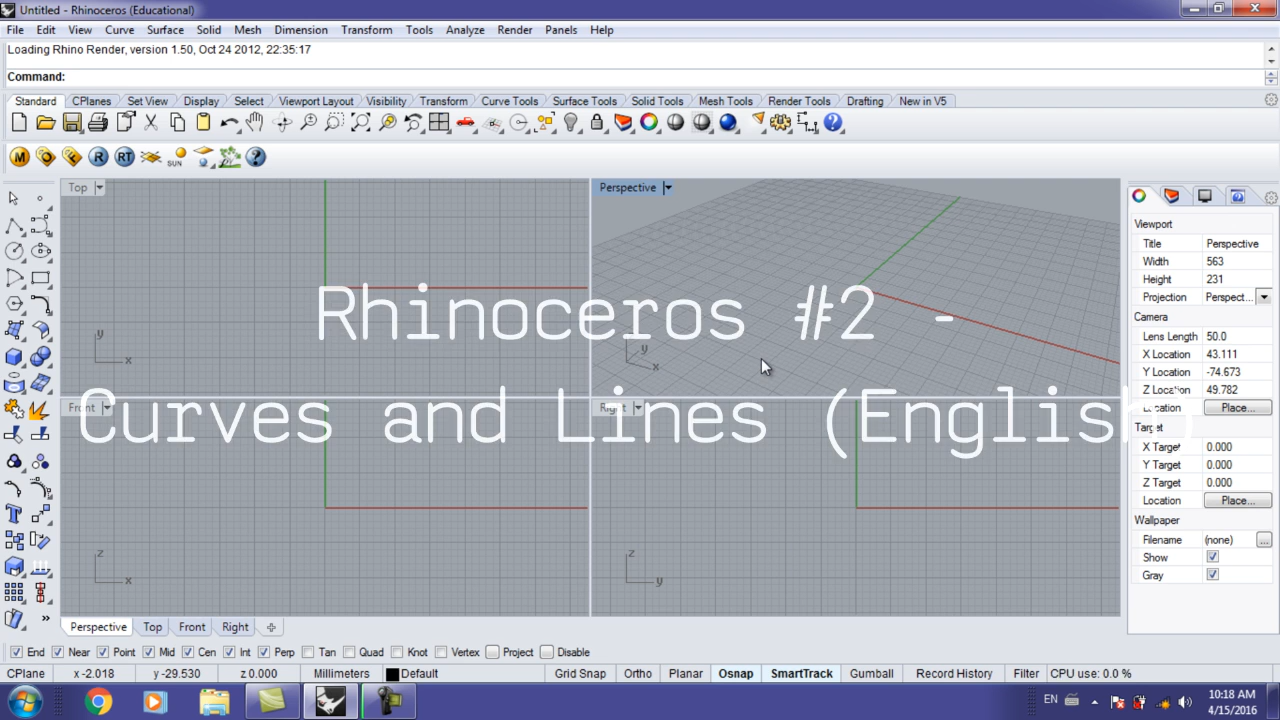 Untitled - Rhinoceros (Educational)
File Edit View Curve Surface Solid Mesh Dimension Transform Tools Analyze Render Panels Help
Loading Rhino Render, version 1.50, Oct 24 2012, 22:35:17
Command:
Standard CPlanes Set View Display Select Viewport Layout Visibility Transform Curve Tools Surface Tools Solid Tools Mesh Tools Render Tools Drafting New in V5
M R RT SUN
Top
Perspective
Viewport
Title Perspective
Width 563
Height 231
Projection Perspect...
Camera
Lens Length 50.0
X Location 43.111
Y Location -74.673
Z Location 49.782
Location Place...
Target
X Target 0.000
Y Target 0.000
Z Target 0.000
Location Place...
Wallpaper
Filename (none) ...
Show
Gray
Rhinoceros #2 -
Curves and Lines (English)
y
x
y
x
Front
Right
z
x
z
y
Perspective Top Front Right
End Near Point Mid Cen Int Perp Tan Quad Knot Vertex Project Disable
CPlane x -2.018 y -29.530 z 0.000 Millimeters Default Grid Snap Ortho Planar Osnap SmartTrack Gumball Record History Filter CPU use: 0.0 %
EN
10:18 AM
4/15/2016